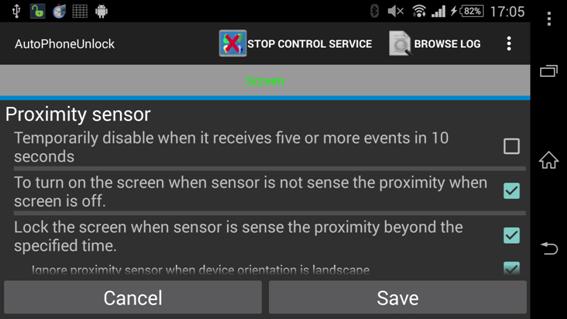 82% 17:05
AutoPhoneUnlock STOP CONTROL SERVICE BROWSE LOG
Screen
Proximity sensor
Temporarily disable when it receives five or more events in 10
seconds
To turn on the screen when sensor is not sense the proximity when
screen is off.
Lock the screen when sensor is sense the proximity beyond the
specified time.
Ignore proximity sensor when device orientation is landscape
Cancel Save